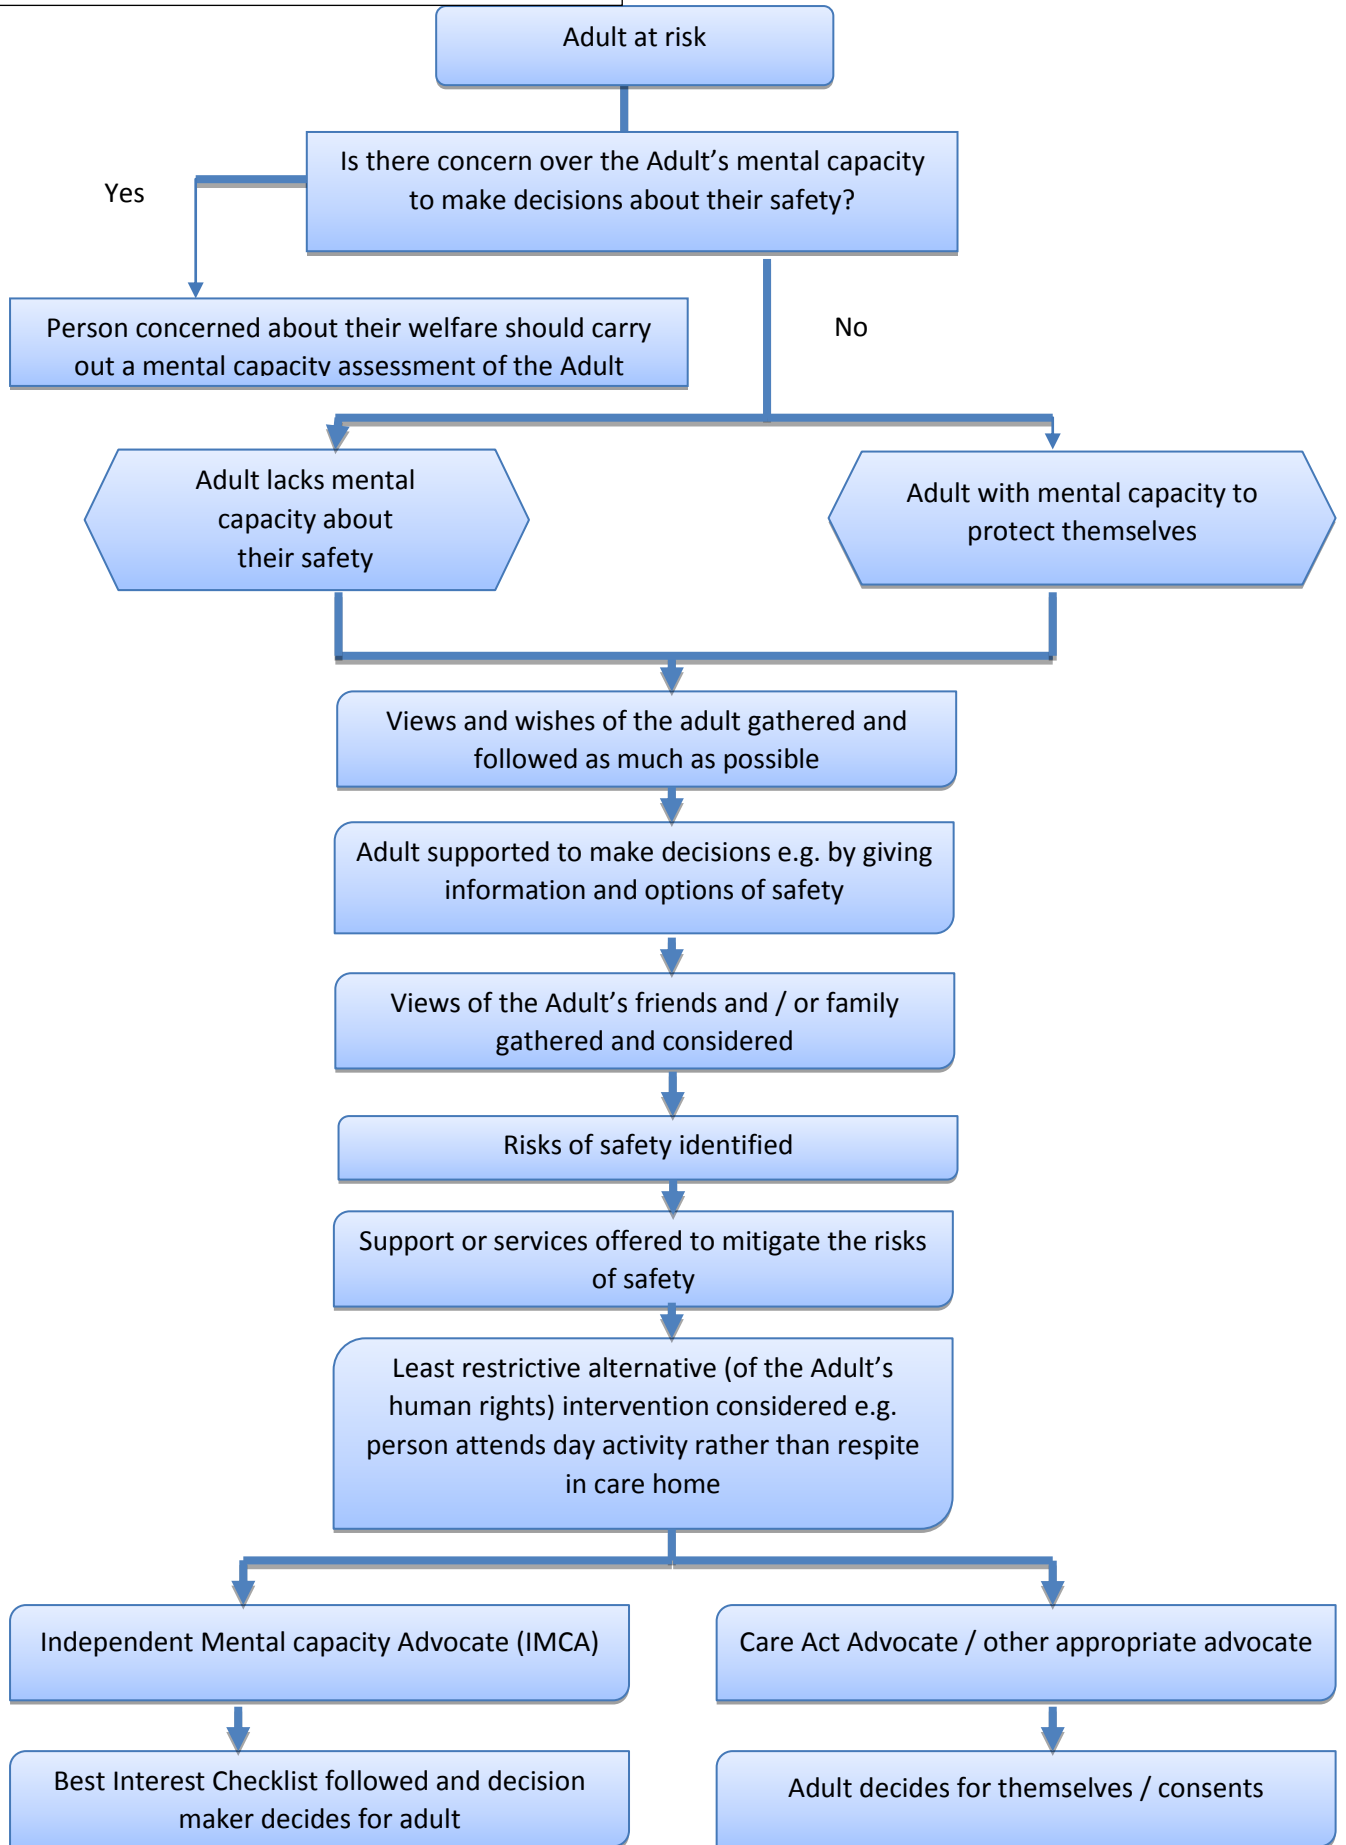 Adult at risk
Is there concern over the Adult’s mental capacity
to make decisions about their safety?
Yes
Person concerned about their welfare should carry
out a mental capacity assessment of the Adult
No
Adult lacks mental
capacity about
their safety
Adult with mental capacity to
protect themselves
Views and wishes of the adult gathered and
followed as much as possible
Adult supported to make decisions e.g. by giving
information and options of safety
Views of the Adult’s friends and / or family
gathered and considered
Risks of safety identified
Support or services offered to mitigate the risks
of safety
Least restrictive alternative (of the Adult’s
human rights) intervention considered e.g.
person attends day activity rather than respite
in care home
Independent Mental capacity Advocate (IMCA)
Care Act Advocate / other appropriate advocate
Best Interest Checklist followed and decision
maker decides for adult
Adult decides for themselves / consents